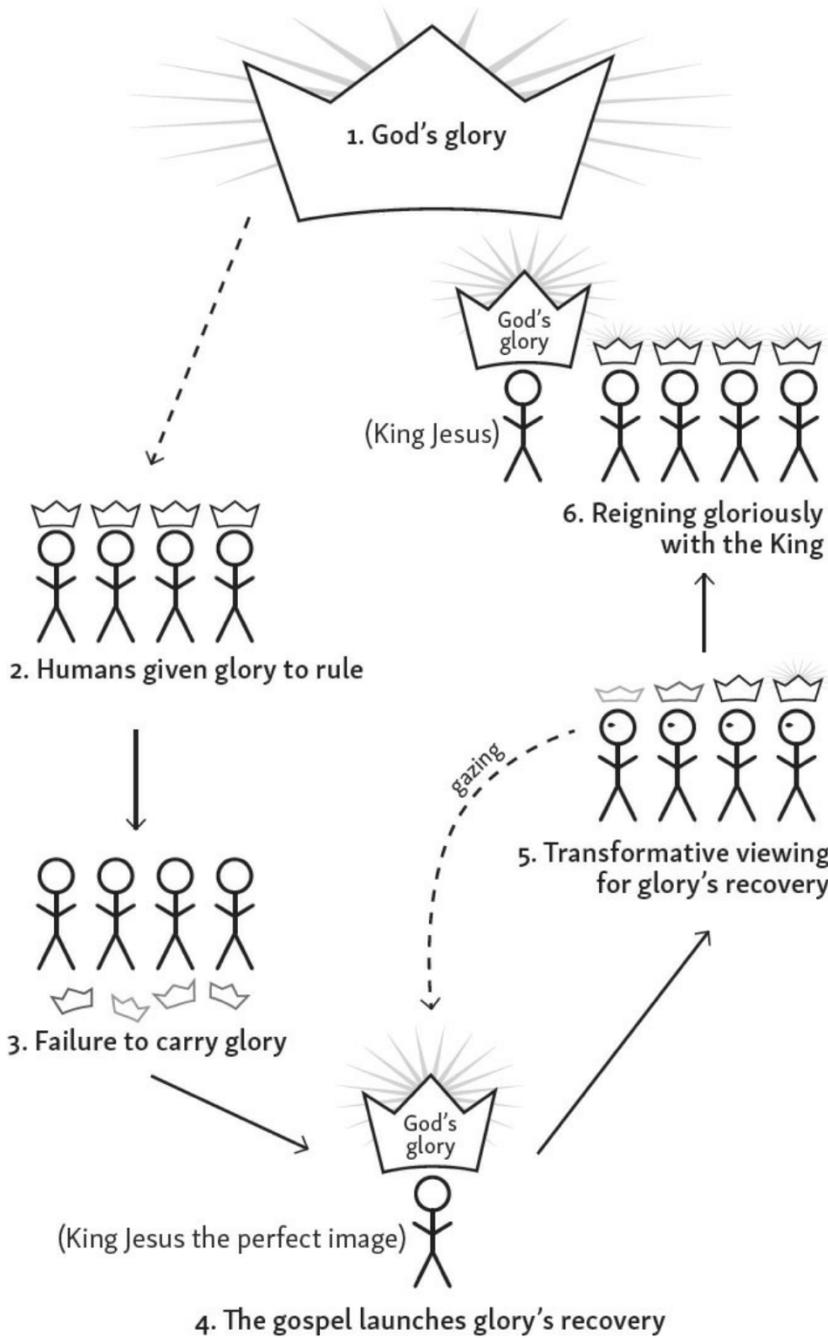 1. God’s glory
God’s
glory
(King Jesus)
6. Reigning gloriously
with the King
2. Humans given glory to rule
gazing
5. Transformative viewing
for glory’s recovery
3. Failure to carry glory
God’s
glory
(King Jesus the perfect image)
4. The gospel launches glory’s recovery